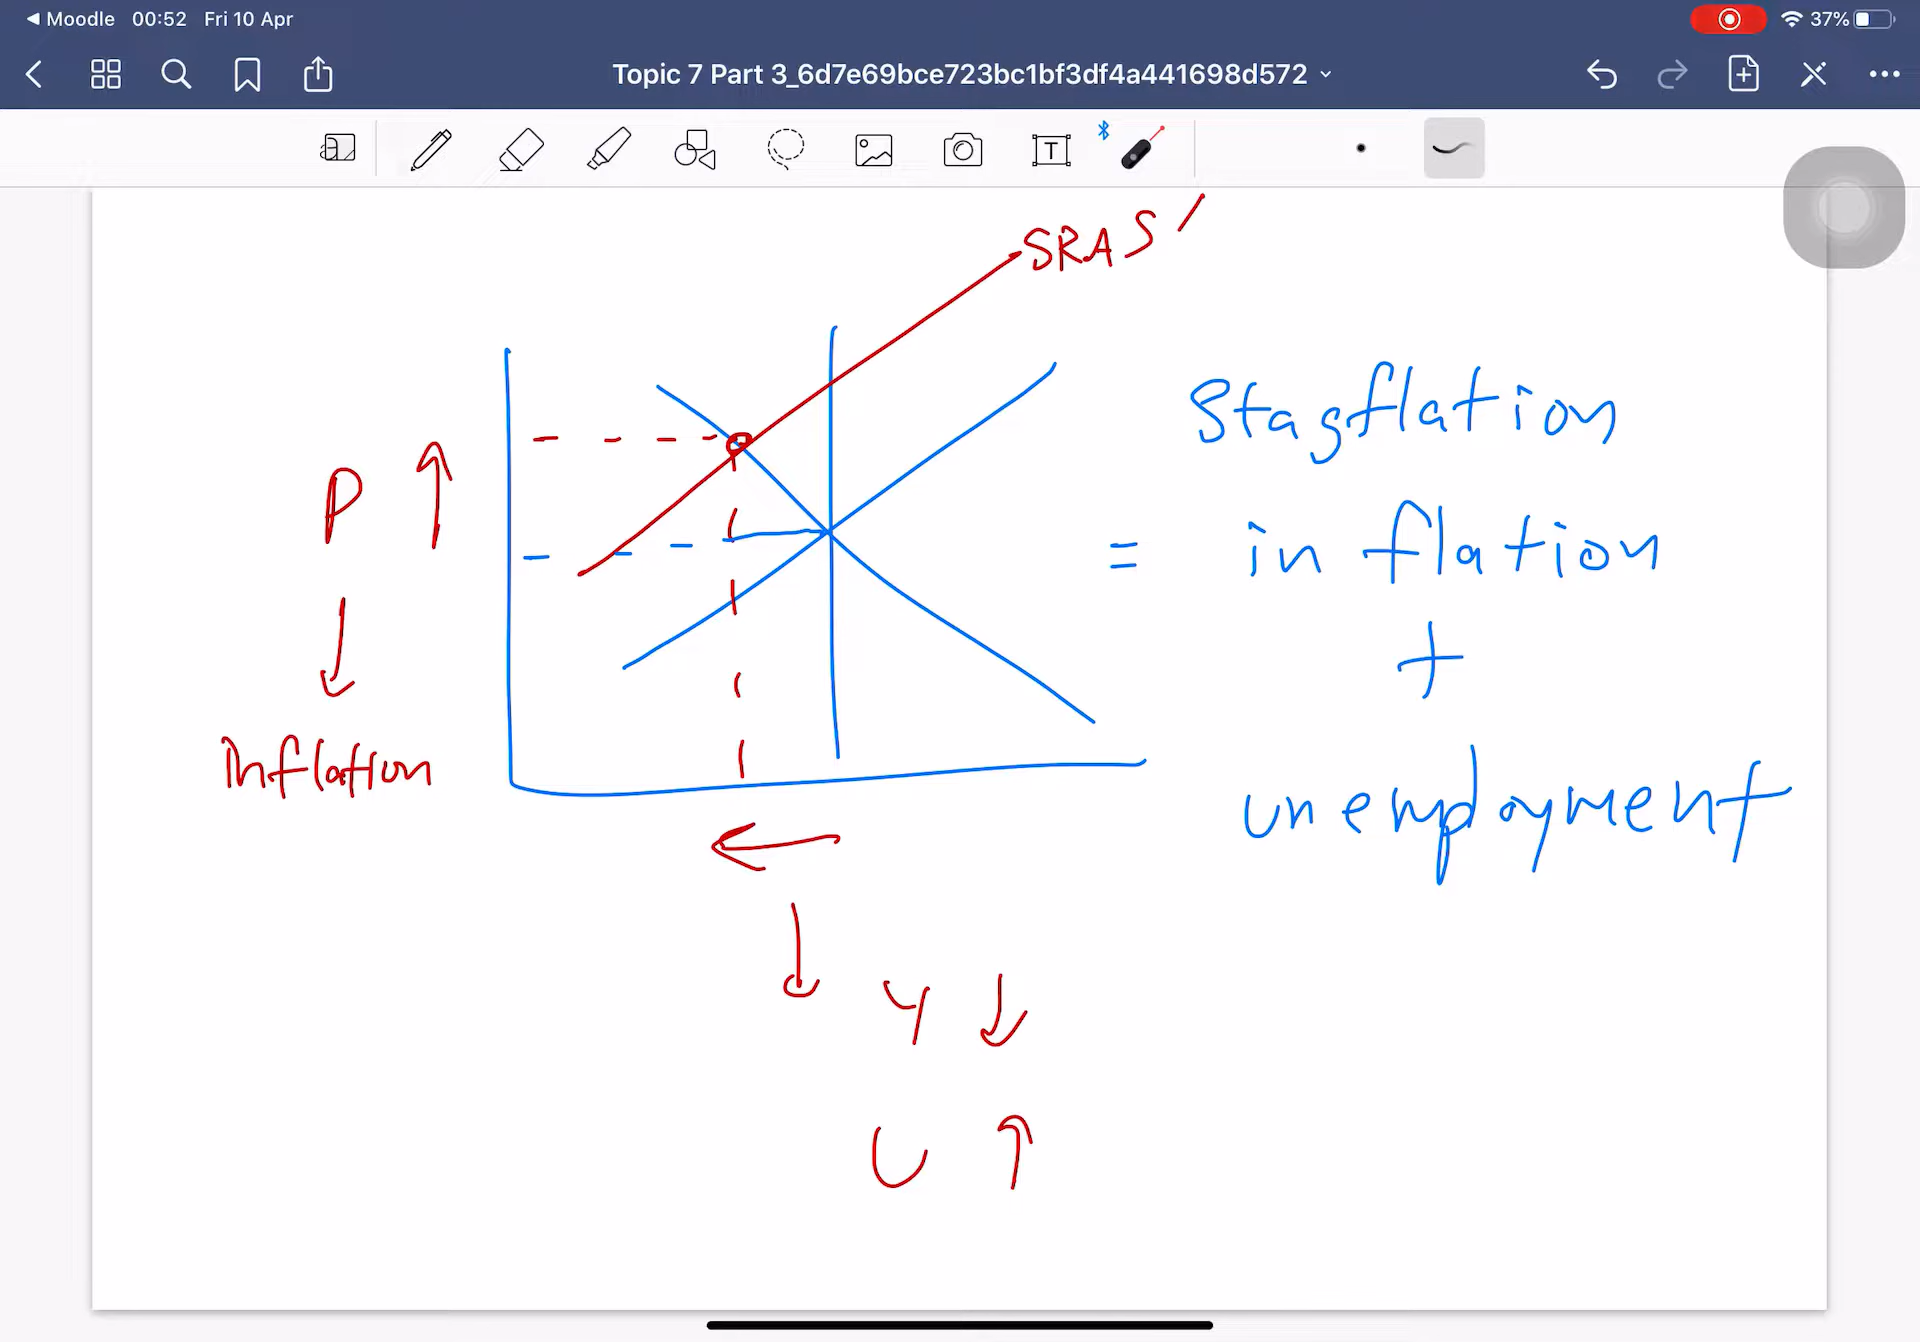 Moodle 00:52 Fri 10 Apr
37%
Topic 7 Part 3_6d7e69bce723bc1bf3df4a441698d572
a
T
SRAS'
P
Inflation
Stagflation
= inflation
+
unemployment
Y
U